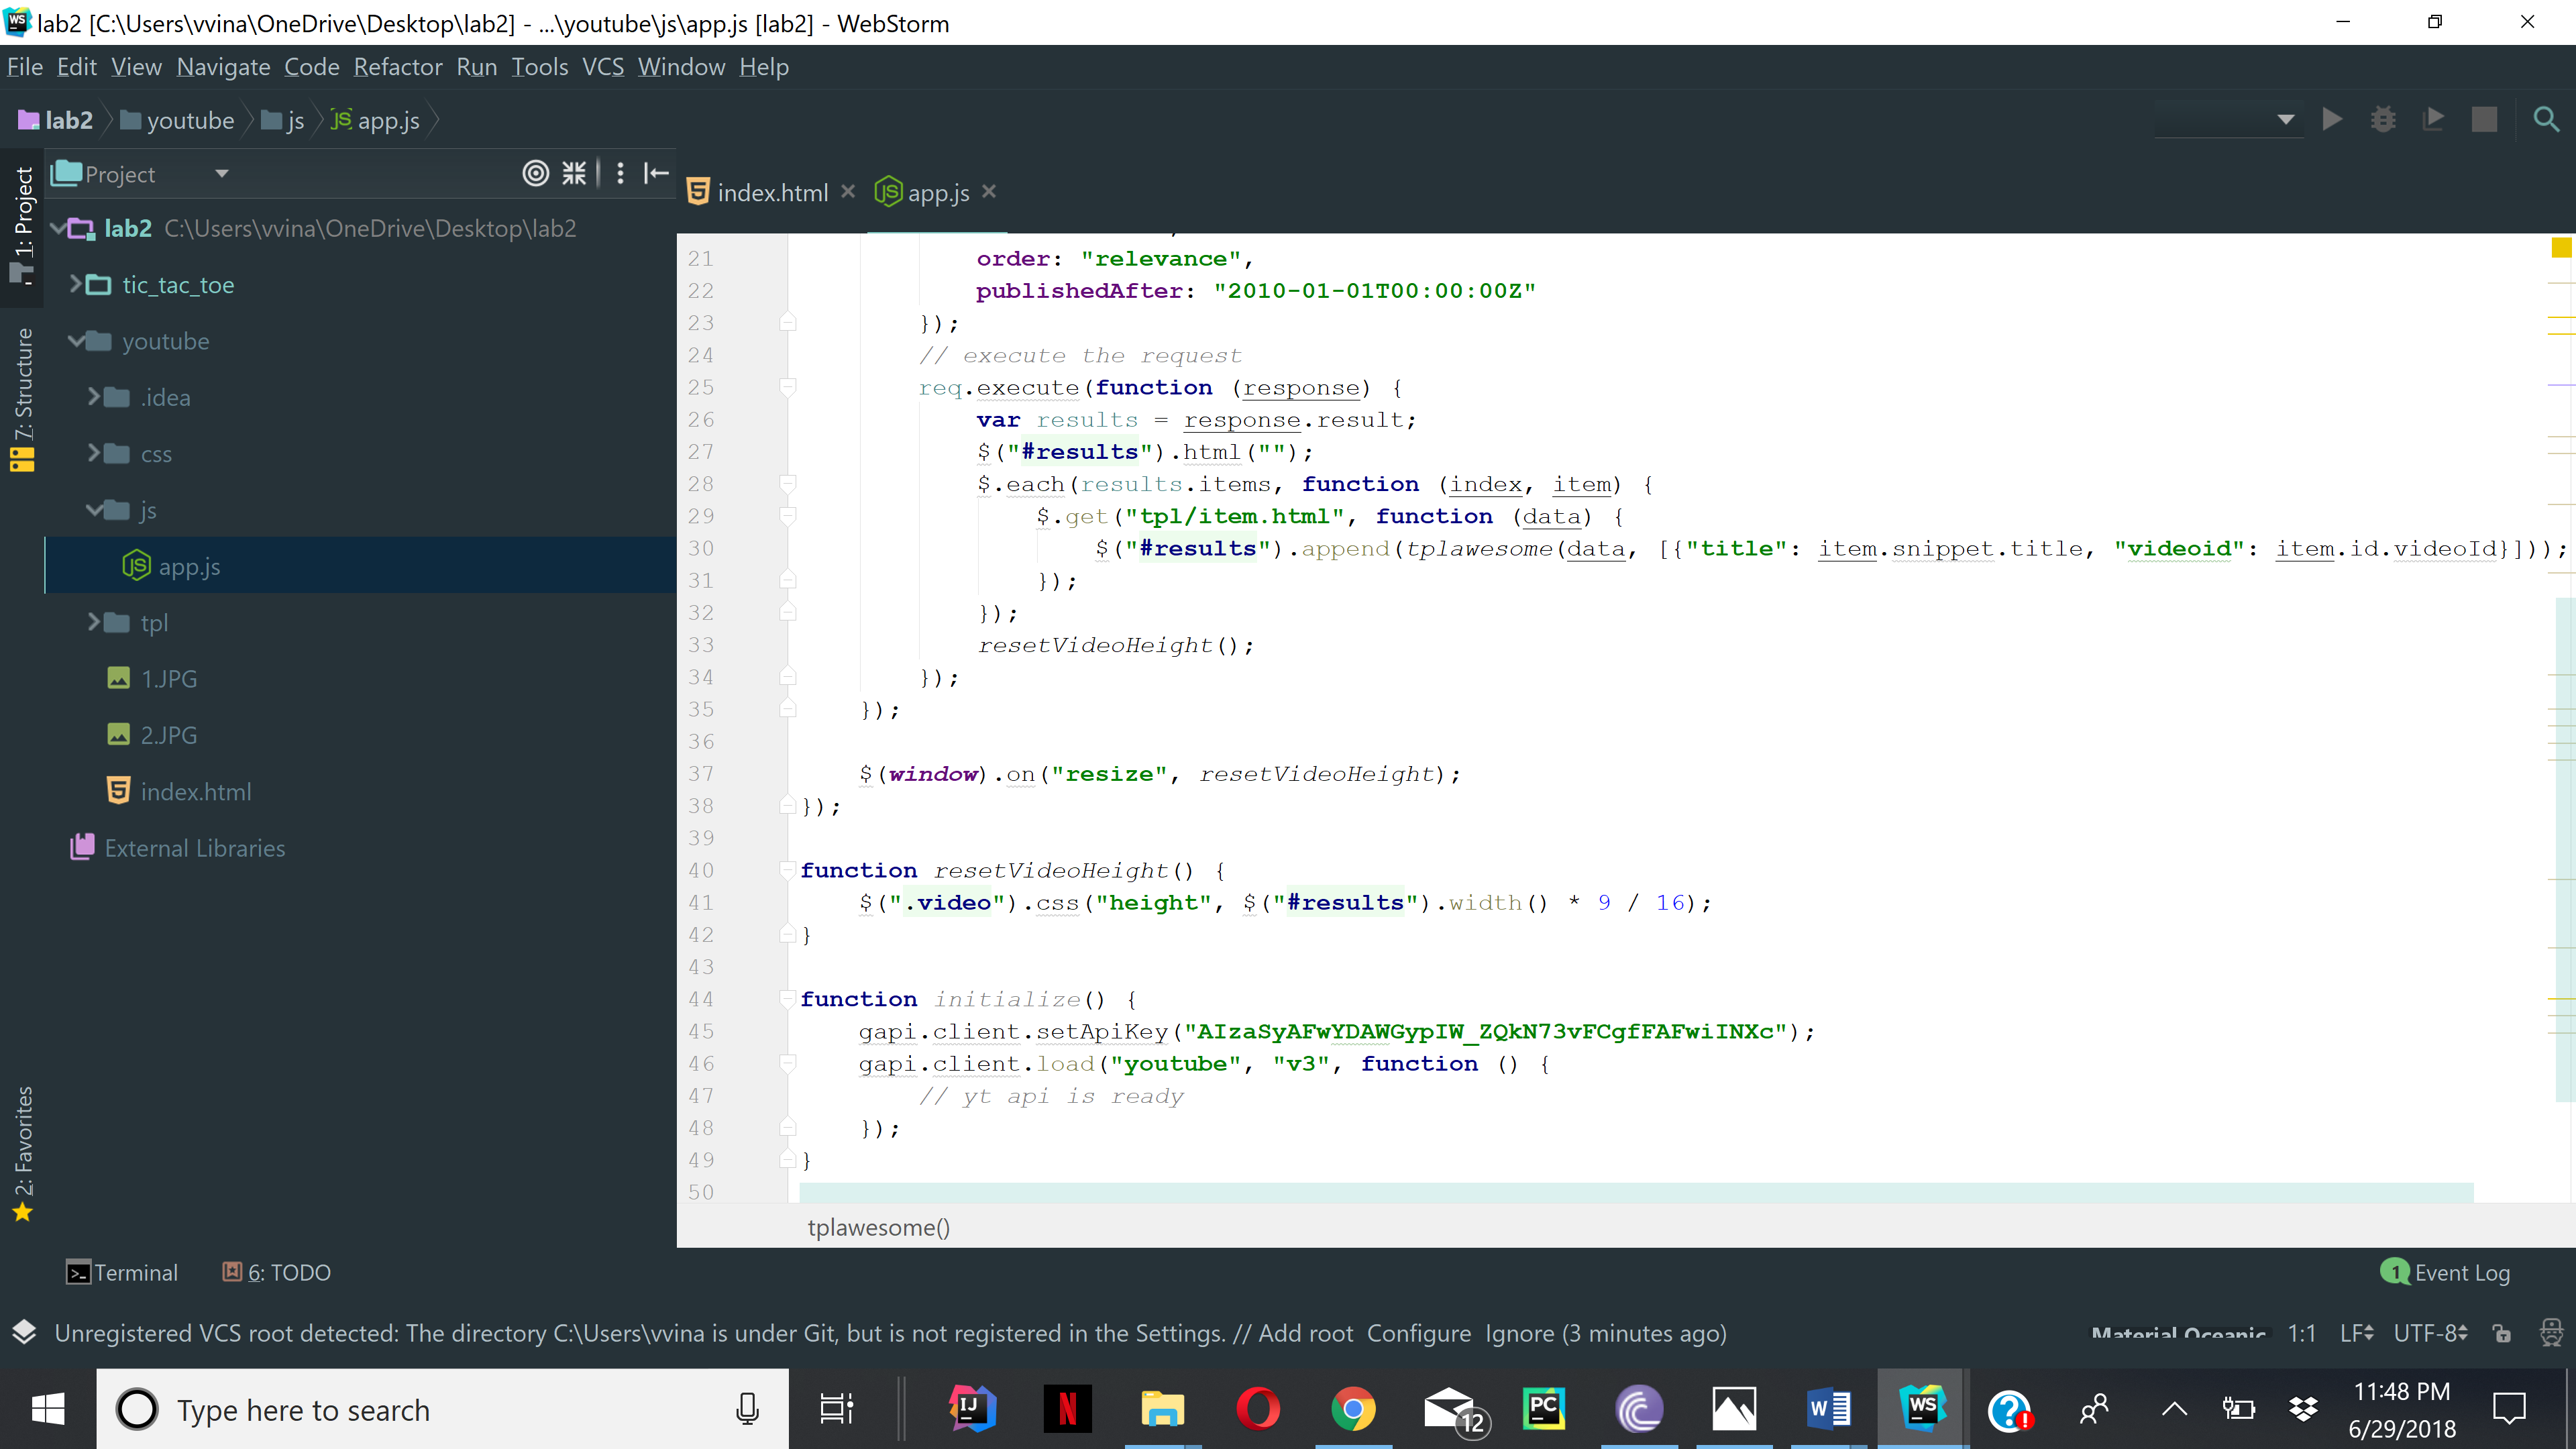 lab2 [C:\Users\vvina\OneDrive\Desktop\lab2] - ...\youtube\js\app.js [lab2] - WebStorm
File Edit View Navigate Code Refactor Run Tools VCS Window Help
lab2 youtube js app.js
Project
index.html app.js
1: Project
7: Structure
2: Favorites
lab2 C:\Users\vvina\OneDrive\Desktop\lab2
tic_tac_toe
youtube
.idea
css
js
app.js
tpl
1.JPG
2.JPG
index.html
External Libraries
21 order: "relevance",
22 publishedAfter: "2010-01-01T00:00:00Z"
23 });
24 // execute the request
25 req.execute(function (response) {
26 var results = response.result;
27 $("#results").html("");
28 $.each(results.items, function (index, item) {
29 $.get("tpl/item.html", function (data) {
30 $("#results").append(tplawesome(data, [{"title": item.snippet.title, "videoid": item.id.videoId}]));
31 });
32 });
33 resetVideoHeight();
34 });
35 });
36
37 $(window).on("resize", resetVideoHeight);
38 });
39
40 function resetVideoHeight() {
41 $(".video").css("height", $("#results").width() * 9 / 16);
42 }
43
44 function initialize() {
45 gapi.client.setApiKey("AIzaSyAFwYDAWGypIW_ZQkN73vFCgfFAFwiINXc");
46 gapi.client.load("youtube", "v3", function () {
47 // yt api is ready
48 });
49 }
50
tplawesome()
Terminal 6: TODO
1 Event Log
Unregistered VCS root detected: The directory C:\Users\vvina is under Git, but is not registered in the Settings. // Add root Configure Ignore (3 minutes ago)
Material Oceanic 1:1 LF UTF-8
Type here to search
IJ
N
12
PC
W
WS
11:48 PM
6/29/2018